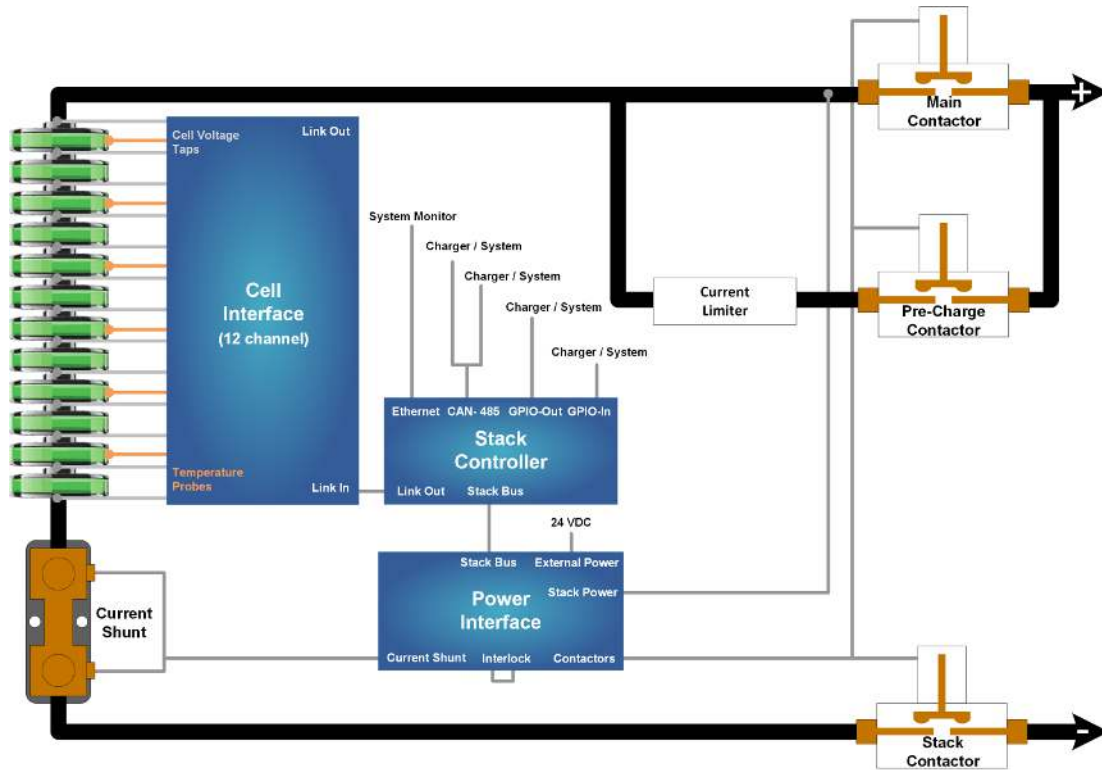 Main
Contactor
+
Cell Voltage
Taps
Link Out
System Monitor
Charger / System
Charger / System
Charger / System
Charger / System
Cell
Interface
(12 channel)
Current
Limiter
Pre-Charge
Contactor
Ethernet CAN- 485 GPIO-Out GPIO-In
Stack
Controller
Link Out Stack Bus
Temperature
Probes
Link In
24 VDC
Stack Bus External Power
Stack Power
Power
Interface
Current Shunt Interlock Contactors
Current
Shunt
Stack
Contactor
-